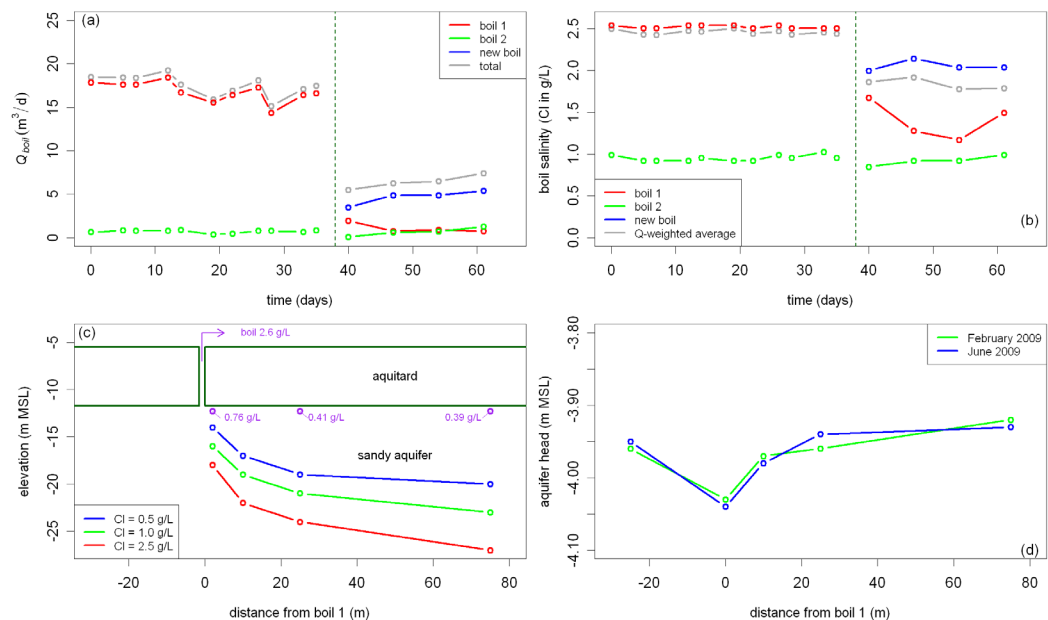 (a)
25
20
15
10
5
0
Q_boil (m³/ d)
boil 1
boil 2
new boil
total
0 10 20 30 40 50 60
time (days)
2.5
2.0
1.5
1.0
0.5
0.0
boil salinity (Cl in g/L)
boil 1
boil 2
new boil
Q-weighted average
(b)
0 10 20 30 40 50 60
time (days)
(c)
boil 2.6 g/L
-5
-10
-15
-20
-25
elevation (m MSL)
aquitard
0.76 g/L 0.41 g/L 0.39 g/L
sandy aquifer
Cl = 0.5 g/L
Cl = 1.0 g/L
Cl = 2.5 g/L
-20 0 20 40 60 80
distance from boil 1 (m)
-3.80
-3.90
-4.00
-4.10
aquifer head (m MSL)
February 2009
June 2009
(d)
-20 0 20 40 60 80
distance from boil 1 (m)